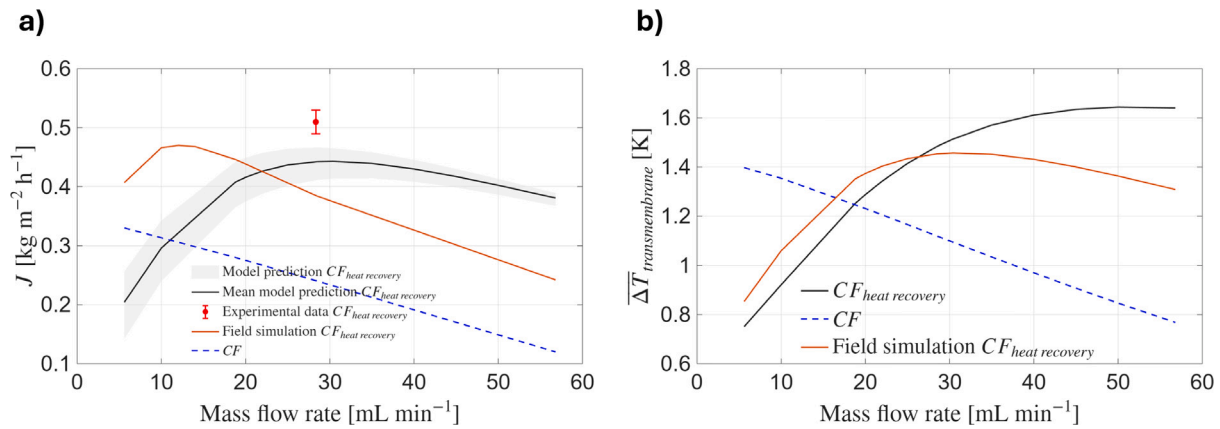 a)
0.6
0.5
0.4
0.3
0.2
0.1
J [kg m⁻² h⁻¹]
Model prediction CF_heat recovery
Mean model prediction CF_heat recovery
Experimental data CF_heat recovery
Field simulation CF_heat recovery
CF
0 10 20 30 40 50 60
Mass flow rate [mL min⁻¹]
b)
1.8
1.6
1.4
1.2
1
0.8
0.6
ΔT_transmembrane [K]
CF_heat recovery
CF
Field simulation CF_heat recovery
0 10 20 30 40 50 60
Mass flow rate [mL min⁻¹]